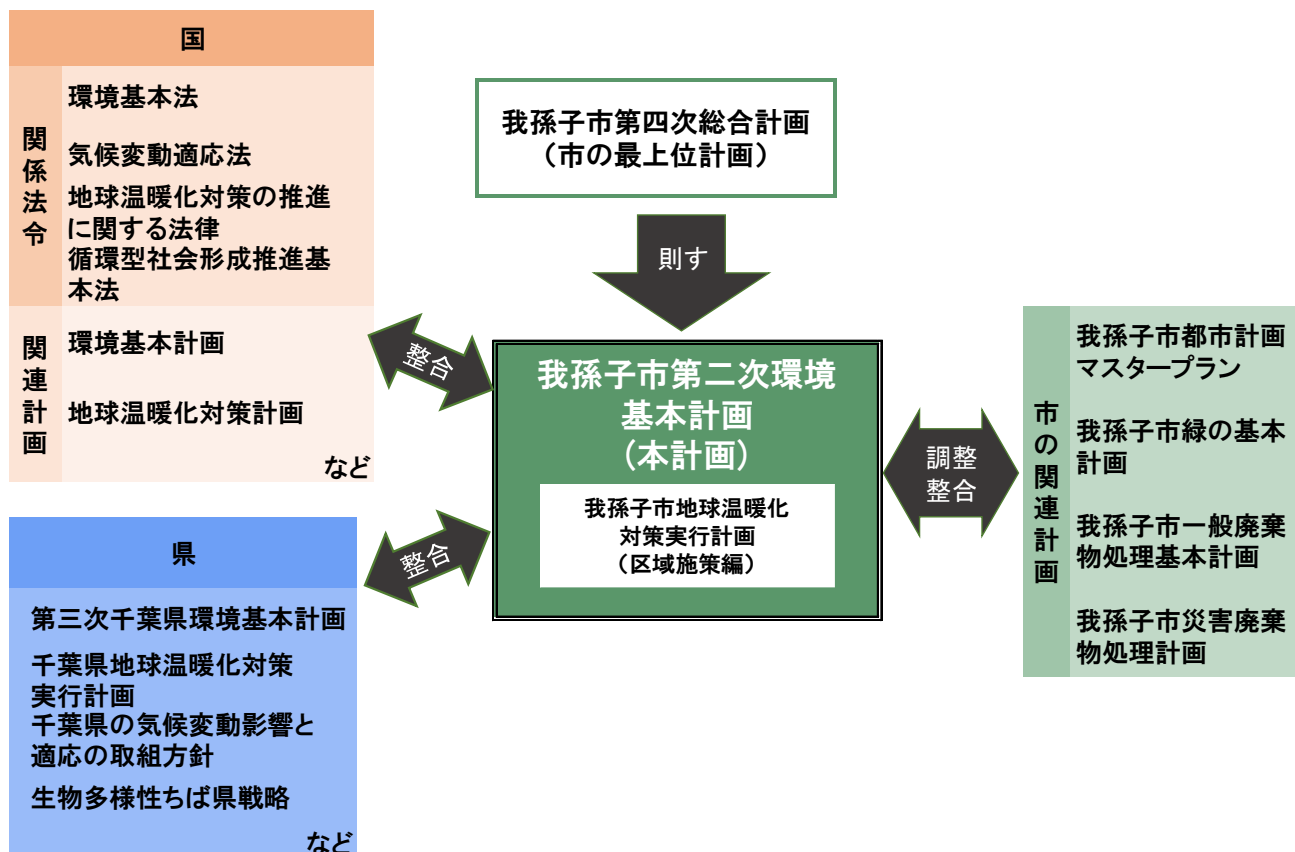 国
関係法令
環境基本法
気候変動適応法
地球温暖化対策の推進
に関する法律
循環型社会形成推進基
本法
関連計画
環境基本計画
地球温暖化対策計画
など
県
第三次千葉県環境基本計画
千葉県地球温暖化対策
実行計画
千葉県の気候変動影響と
適応の取組方針
生物多様性ちば県戦略
など
我孫子市第四次総合計画
（市の最上位計画）
則す
整合
整合
我孫子市第二次環境
基本計画
（本計画）
我孫子市地球温暖化
対策実行計画
（区域施策編）
調整
整合
市の関連計画
我孫子市都市計画
マスタープラン
我孫子市緑の基本
計画
我孫子市一般廃棄
物処理基本計画
我孫子市災害廃棄
物処理計画